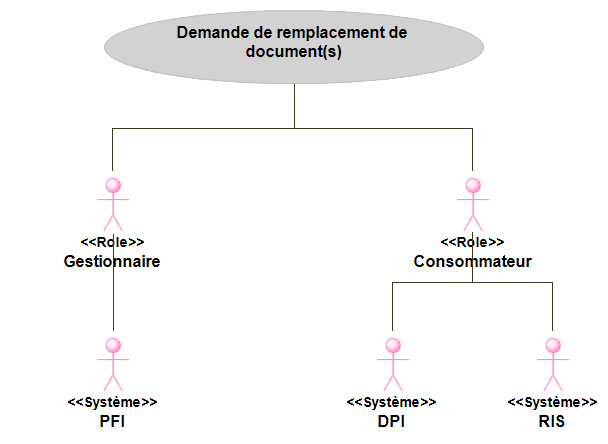 Demande de remplacement de
document(s)
<<Role>>
Gestionnaire
<<Role>>
Consommateur
<<Système>>
PFI
<<Système>>
DPI
<<Système>>
RIS